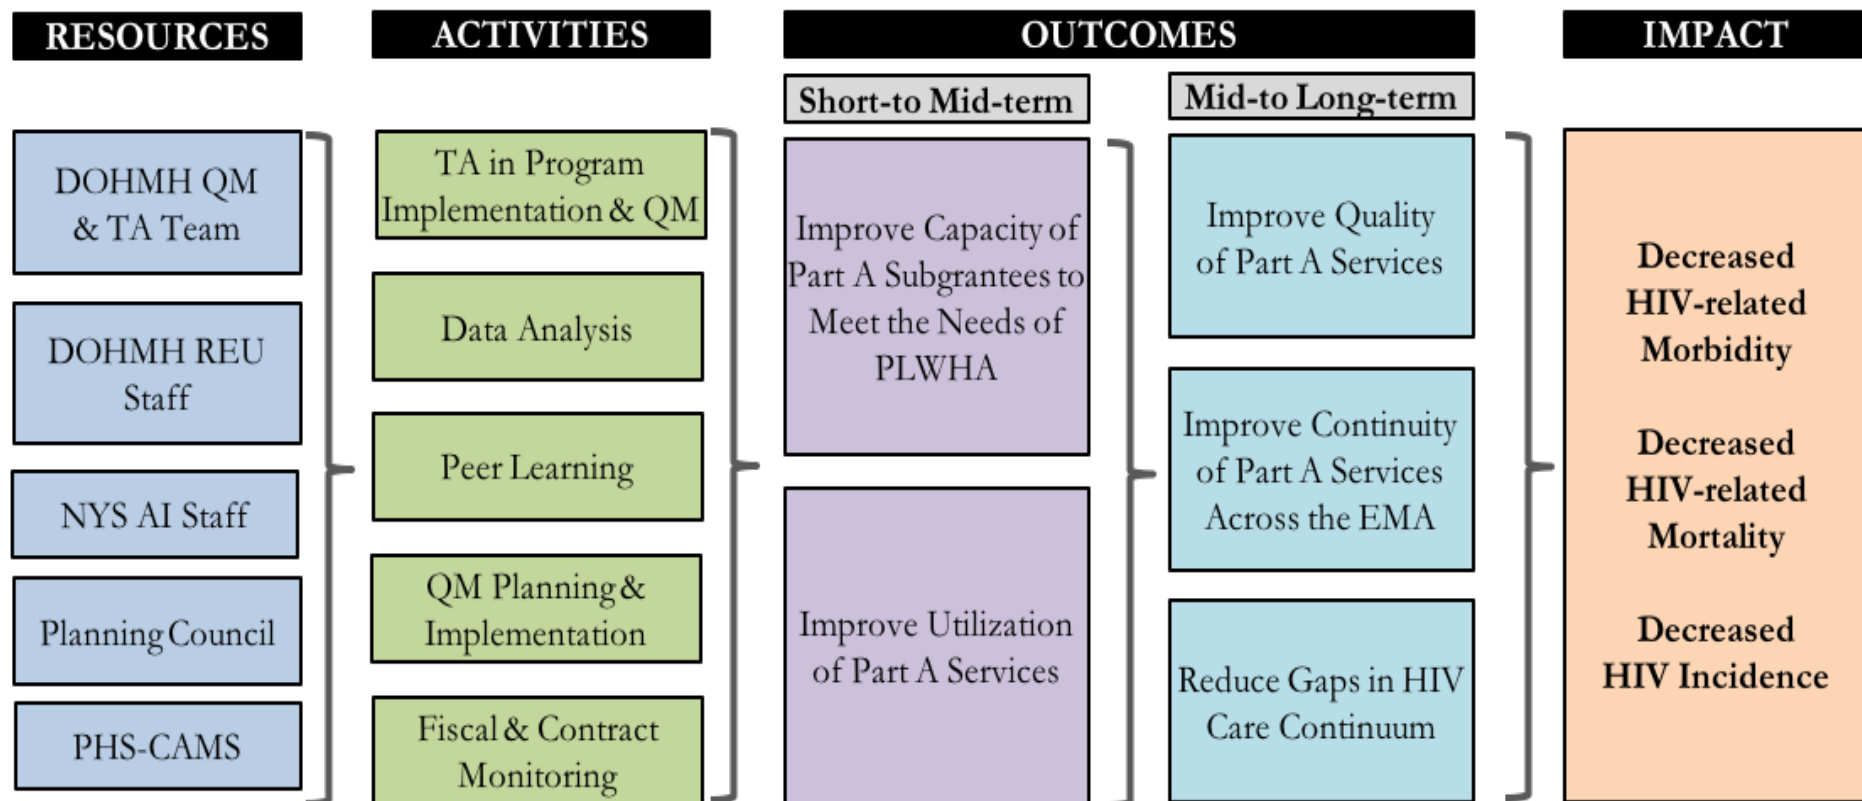 RESOURCES
ACTIVITIES
OUTCOMES
IMPACT
Short-to Mid-term
Mid-to Long-term
DOHMH QM
& TA Team
DOHMH REU
Staff
NYS AI Staff
Planning Council
PHS-CAMS
TA in Program
Implementation & QM
Data Analysis
Peer Learning
QM Planning &
Implementation
Fiscal & Contract
Monitoring
Improve Capacity of
Part A Subgrantees to
Meet the Needs of
PLWHA
Improve Utilization
of Part A Services
Improve Quality
of Part A Services
Improve Continuity
of Part A Services
Across the EMA
Reduce Gaps in HIV
Care Continuum
Decreased
HIV-related
Morbidity
Decreased
HIV-related
Mortality
Decreased
HIV Incidence